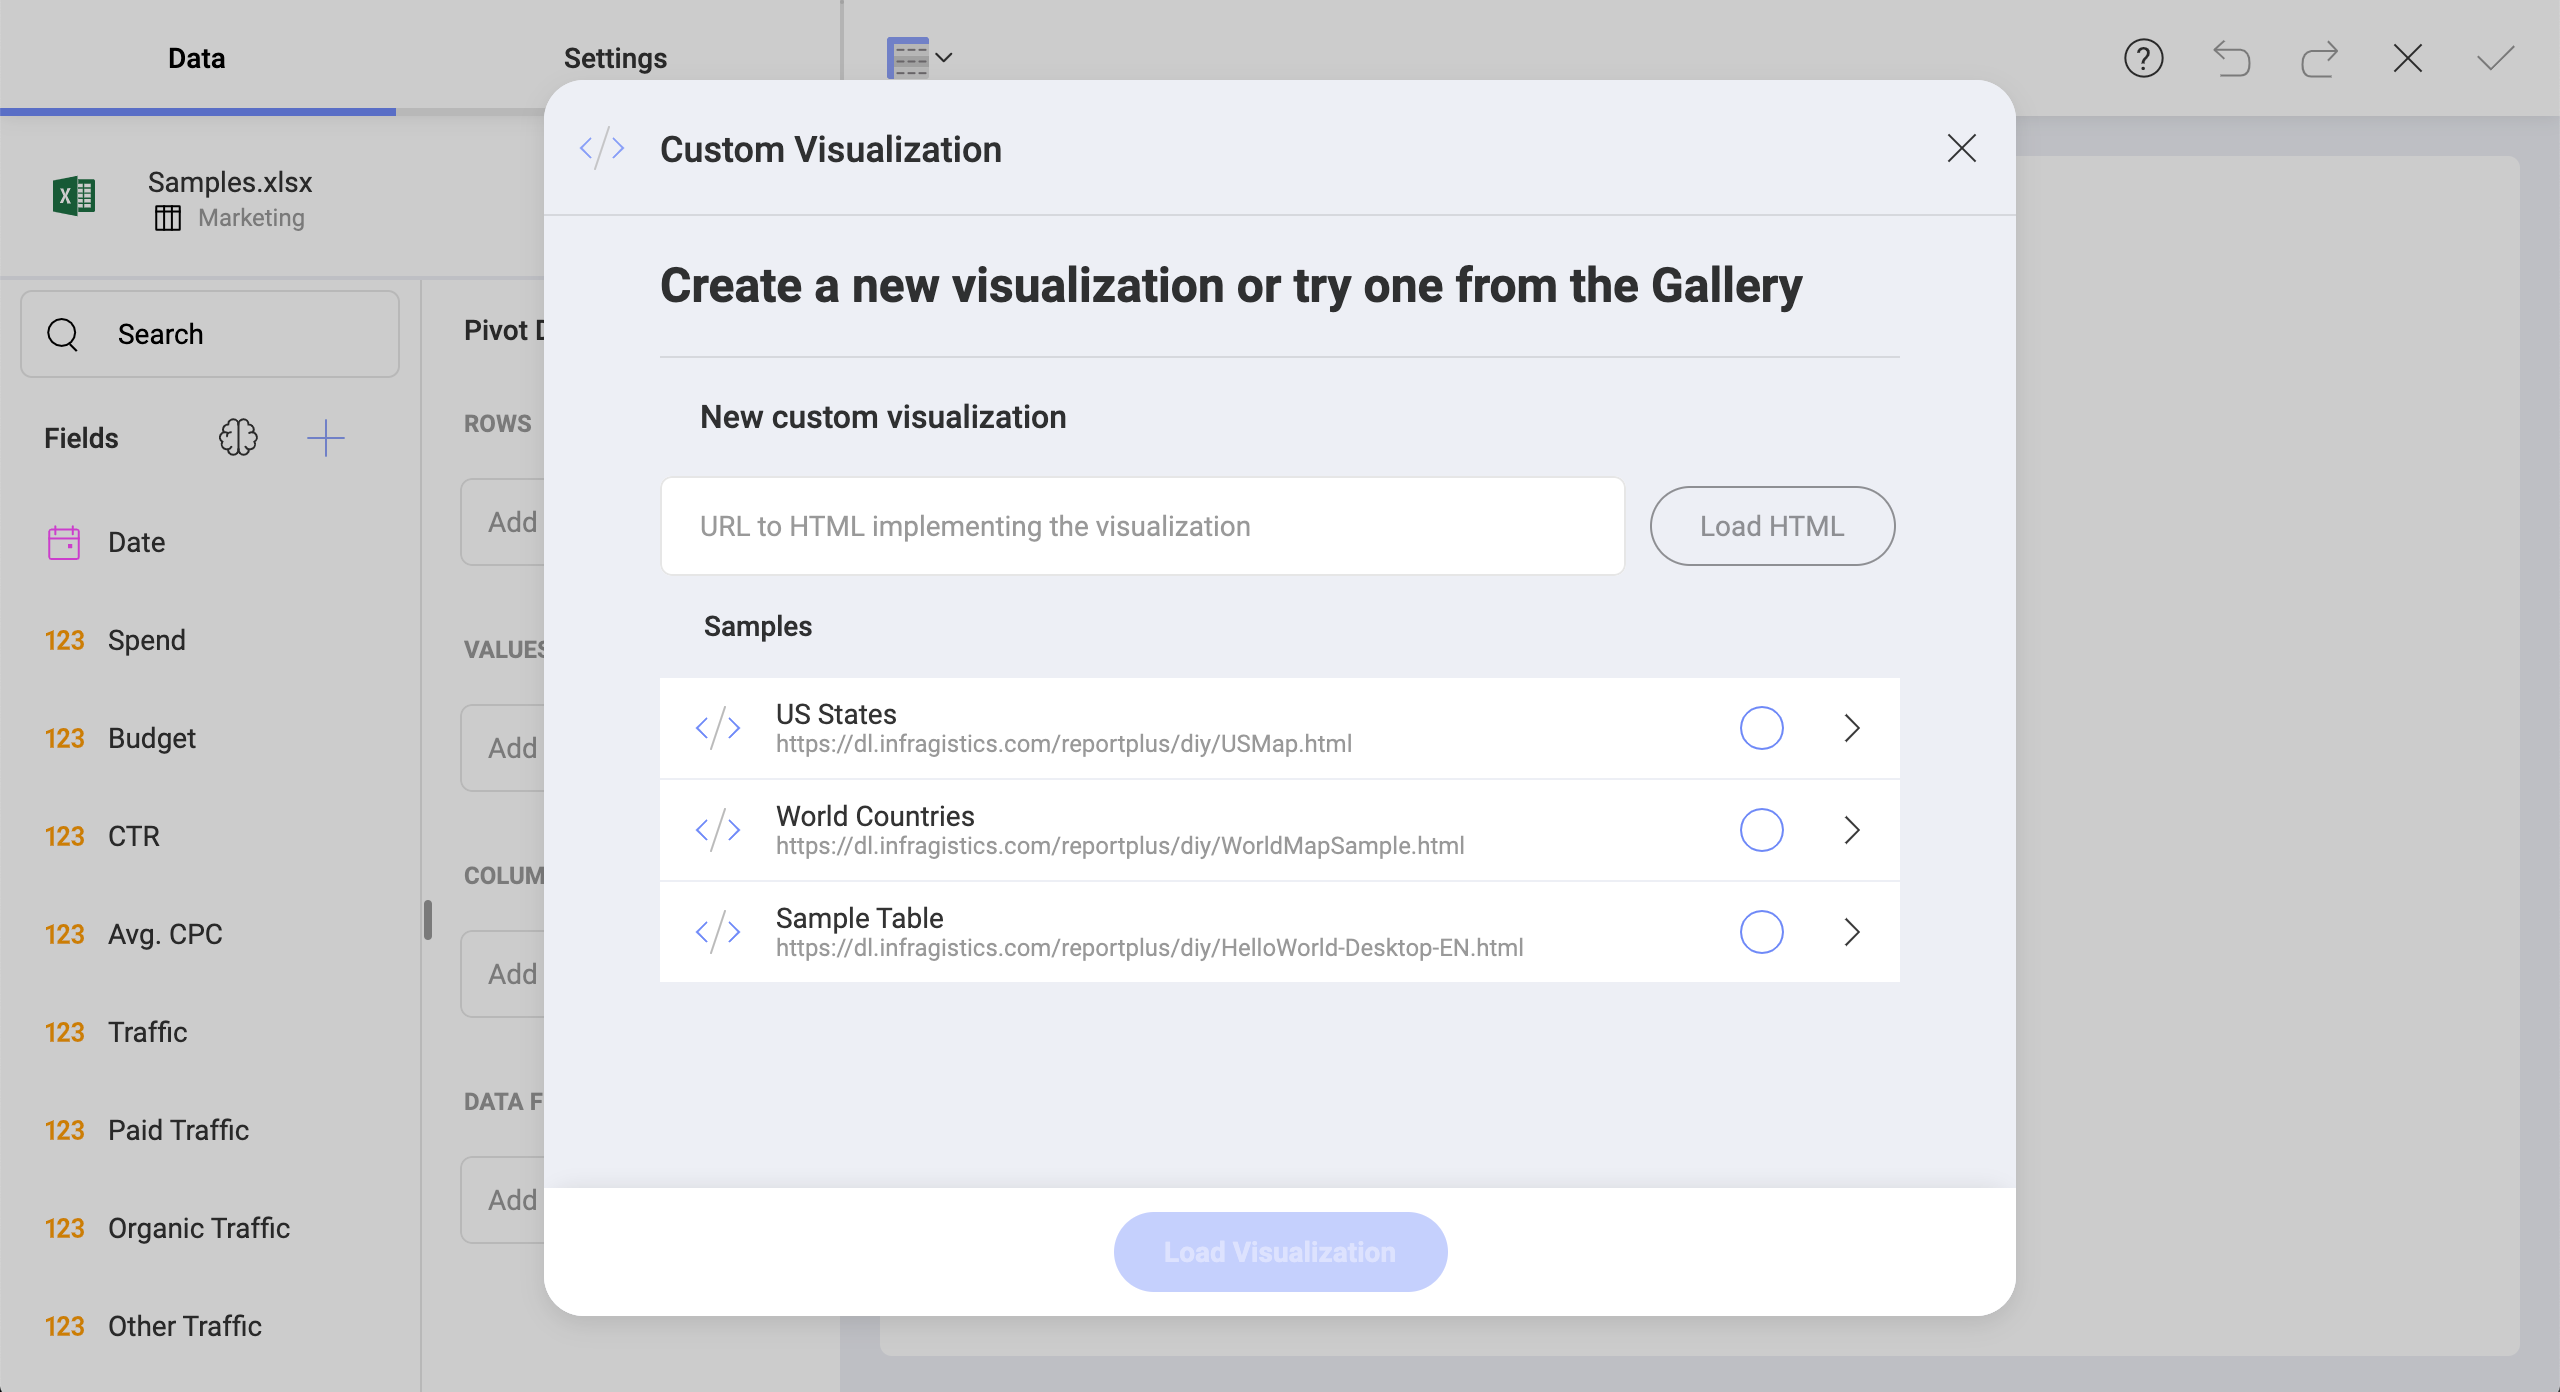 Data
Settings
?
Samples.xlsx
Marketing
Search
Fields
Date
123 Spend
123 Budget
123 CTR
123 Avg. CPC
123 Traffic
123 Paid Traffic
123 Organic Traffic
123 Other Traffic
Pivot
ROWS
Add
VALUES
Add
COLUM
Add
DATA F
Add
</> Custom Visualization
Create a new visualization or try one from the Gallery
New custom visualization
URL to HTML implementing the visualization
Load HTML
Samples
</> US States
https://dl.infragistics.com/reportplus/diy/USMap.html
</> World Countries
https://dl.infragistics.com/reportplus/diy/WorldMapSample.html
</> Sample Table
https://dl.infragistics.com/reportplus/diy/HelloWorld-Desktop-EN.html
Load Visualization